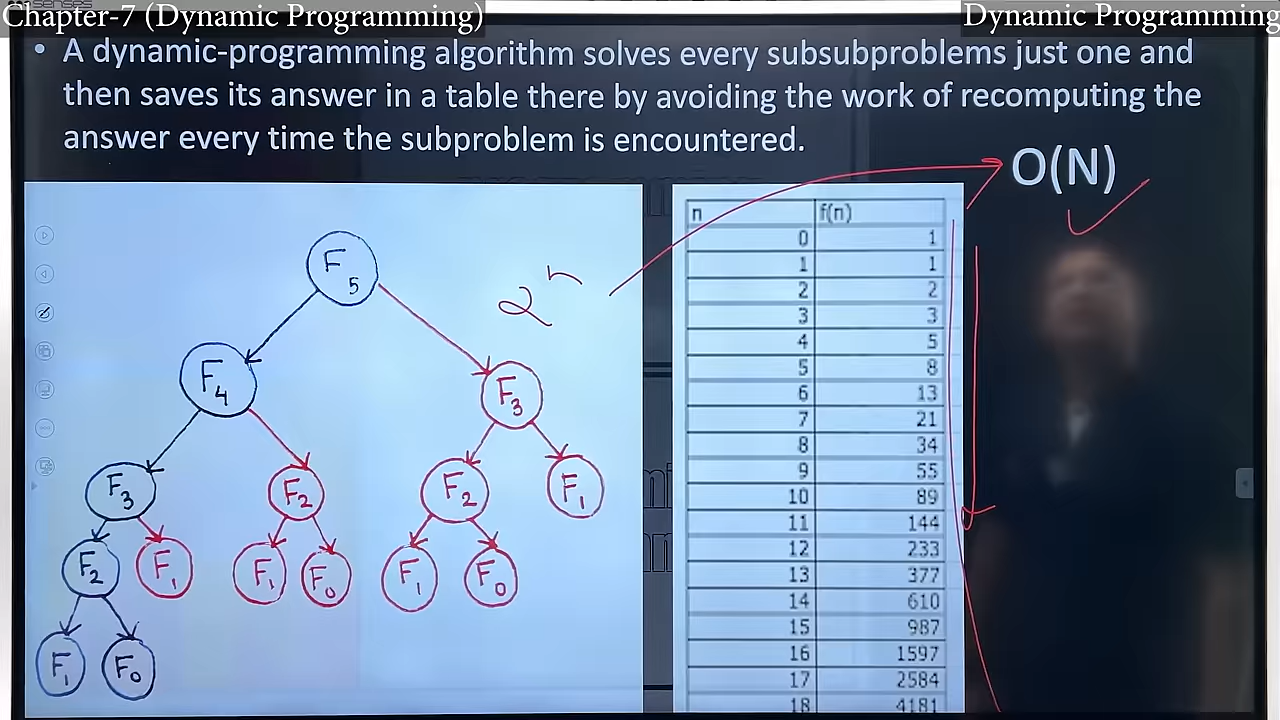 Chapter-7 (Dynamic Programming)
Dynamic Programming
• A dynamic-programming algorithm solves every subsubproblems just one and
then saves its answer in a table there by avoiding the work of recomputing the
answer every time the subproblem is encountered.
O(N)
2^n
F5
F4
F3
F3
F2
F2
F1
F2
F1
F1
F0
F1
F0
F1
F0
n f(n)
0 1
1 1
2 2
3 3
4 5
5 8
6 13
7 21
8 34
9 55
10 89
11 144
12 233
13 377
14 610
15 987
16 1597
17 2584
18 4181